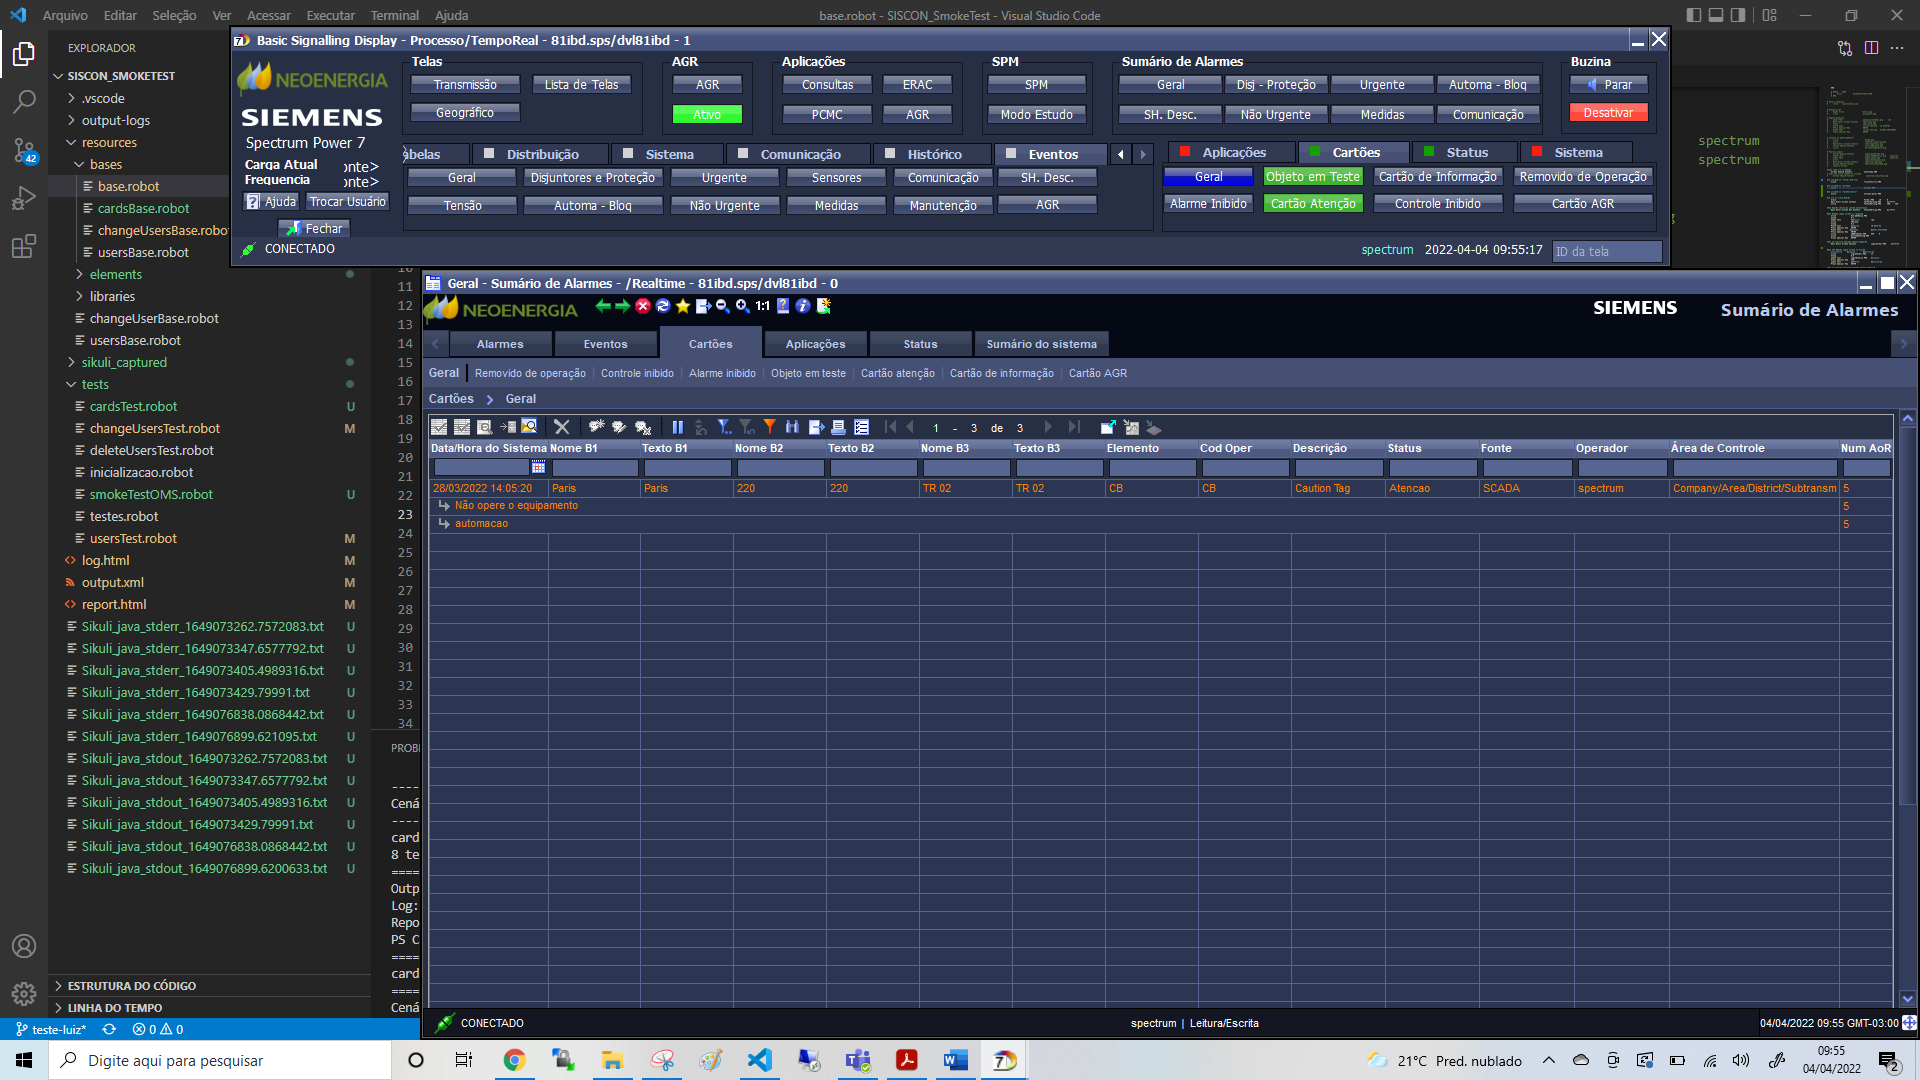 Arquivo Editar Seleção Ver Acessar Executar Terminal Ajuda
base.robot - SISCON_SmokeTest - Visual Studio Code
EXPLORADOR
SISCON_SMOKETEST
.vscode
output-logs
resources
bases
base.robot
cardsBase.robot
changeUsersBase.robot
usersBase.robot
elements
libraries
changeUserBase.robot
usersBase.robot
sikuli_captured
tests
cardsTest.robot U
changeUsersTest.robot M
deleteUsersTest.robot
inicializacao.robot
smokeTestOMS.robot U
testes.robot
usersTest.robot M
log.html M
output.xml M
report.html M
Sikuli_java_stderr_1649073262.7572083.txt U
Sikuli_java_stderr_1649073347.6577792.txt U
Sikuli_java_stderr_1649073405.4989316.txt U
Sikuli_java_stderr_1649073429.79991.txt U
Sikuli_java_stderr_1649076838.0868442.txt U
Sikuli_java_stderr_1649076899.621095.txt U
Sikuli_java_stdout_1649073262.7572083.txt U
Sikuli_java_stdout_1649073347.6577792.txt U
Sikuli_java_stdout_1649073405.4989316.txt U
Sikuli_java_stdout_1649073429.79991.txt U
Sikuli_java_stdout_1649076838.0868442.txt U
Sikuli_java_stdout_1649076899.6200633.txt U
ESTRUTURA DO CÓDIGO
LINHA DO TEMPO
42
teste-luiz* 0 0
Basic Signalling Display - Processo/TempoReal - 81ibd.sps/dvl81ibd - 1
NEOENERGIA
SIEMENS
Spectrum Power 7
Carga Atual onte>
Frequencia onte>
Ajuda Trocar Usuário
Fechar
CONECTADO
Telas
Transmissão Lista de Telas
Geográfico
AGR
AGR
Ativo
Aplicações
Consultas ERAC
PCMC AGR
SPM
SPM
Modo Estudo
Sumário de Alarmes
Geral Disj - Proteção Urgente Automa - Bloq
SH. Desc. Não Urgente Medidas Comunicação
Buzina
Parar
Desativar
abelas Distribuição Sistema Comunicação Histórico Eventos
Geral Disjuntores e Proteção Urgente Sensores Comunicação SH. Desc.
Tensão Automa - Bloq Não Urgente Medidas Manutenção AGR
Aplicações Cartões Status Sistema
Geral Objeto em Teste Cartão de Informação Removido de Operação
Alarme Inibido Cartão Atenção Controle Inibido Cartão AGR
spectrum 2022-04-04 09:55:17 ID da tela
spectrum
spectrum
Geral - Sumário de Alarmes - /Realtime - 81ibd.sps/dvl81ibd - 0
NEOENERGIA
1:1
SIEMENS Sumário de Alarmes
Alarmes Eventos Cartões Aplicações Status Sumário do sistema
Geral Removido de operação Controle inibido Alarme inibido Objeto em teste Cartão atenção Cartão de informação Cartão AGR
Cartões Geral
1 - 3 de 3
Data/Hora do Sistema Nome B1 Texto B1 Nome B2 Texto B2 Nome B3 Texto B3 Elemento Cod Oper Descrição Status Fonte Operador Área de Controle Num AoR
28/03/2022 14:05:20 Paris Paris 220 220 TR 02 TR 02 CB CB Caution Tag Atencao SCADA spectrum Company/Area/District/Subtransm 5
Não opere o equipamento 5
automacao 5
CONECTADO
spectrum | Leitura/Escrita
04/04/2022 09:55 GMT-03:00
11
12
13
14
15
16
17
18
19
20
21
22
23
24
25
26
27
28
29
30
31
32
33
34
PROBL
----
Cená
----
card
8 te
====
Outp
Log:
Repo
PS C
====
card
====
Cená
Digite aqui para pesquisar
21°C Pred. nublado
09:55
04/04/2022
2